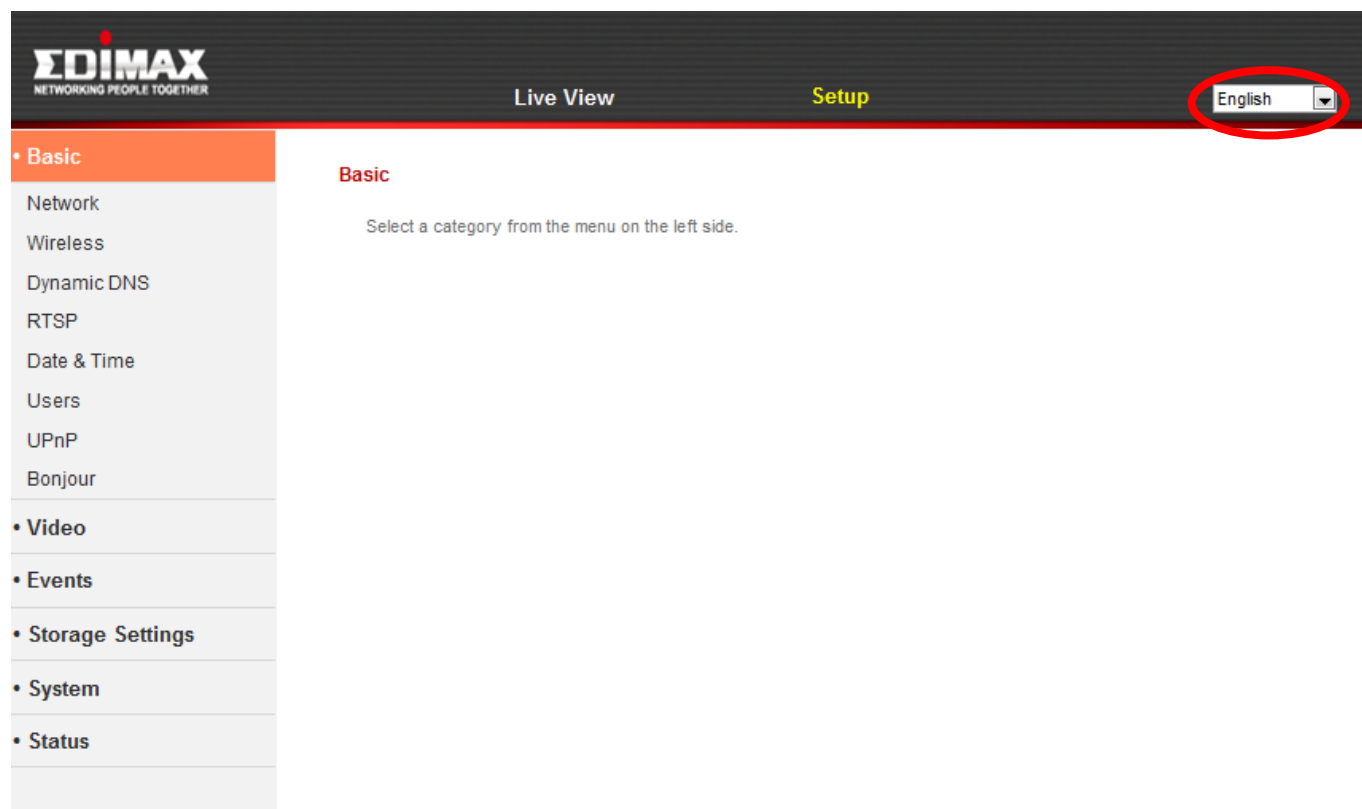 EDIMAX
NETWORKING PEOPLE TOGETHER
Live View
Setup
English
• Basic
Network
Wireless
Dynamic DNS
RTSP
Date & Time
Users
UPnP
Bonjour
• Video
• Events
• Storage Settings
• System
• Status
Basic
Select a category from the menu on the left side.